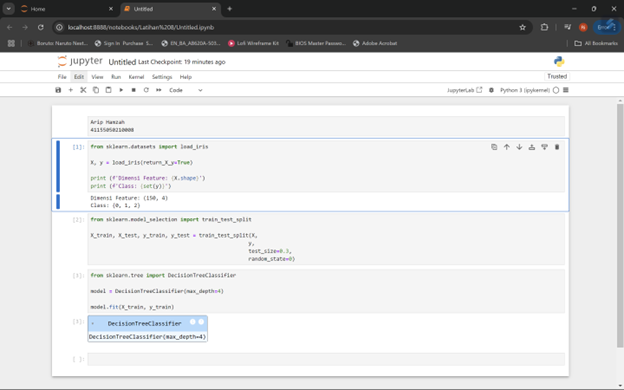 Home
Untitled
localhost:8888/notebooks/Latihan%208/Untitled.ipynb
Boruto: Naruto Next...
Sign In Purchase S...
EN_BA_AB620A-S03...
Lofi Wireframe Kit
BIOS Master Passwo...
Adobe Acrobat
All Bookmarks
jupyter Untitled Last Checkpoint: 19 minutes ago
File Edit View Run Kernel Settings Help
Trusted
Code
JupyterLab
Python 3 (ipykernel)
Arip Hamzah
41155050210008
[1]: from sklearn.datasets import load_iris
X, y = load_iris(return_X_y=True)
print (f'Dimensi Feature: {X.shape}')
print (f'Class: {set(y)}')
Dimensi Feature: (150, 4)
Class: {0, 1, 2}
[2]: from sklearn.model_selection import train_test_split
X_train, X_test, y_train, y_test = train_test_split(X,
y,
test_size=0.3,
random_state=0)
[3]: from sklearn.tree import DecisionTreeClassifier
model = DecisionTreeClassifier(max_depth=4)
model.fit(X_train, y_train)
DecisionTreeClassifier
DecisionTreeClassifier(max_depth=4)
[ ]: